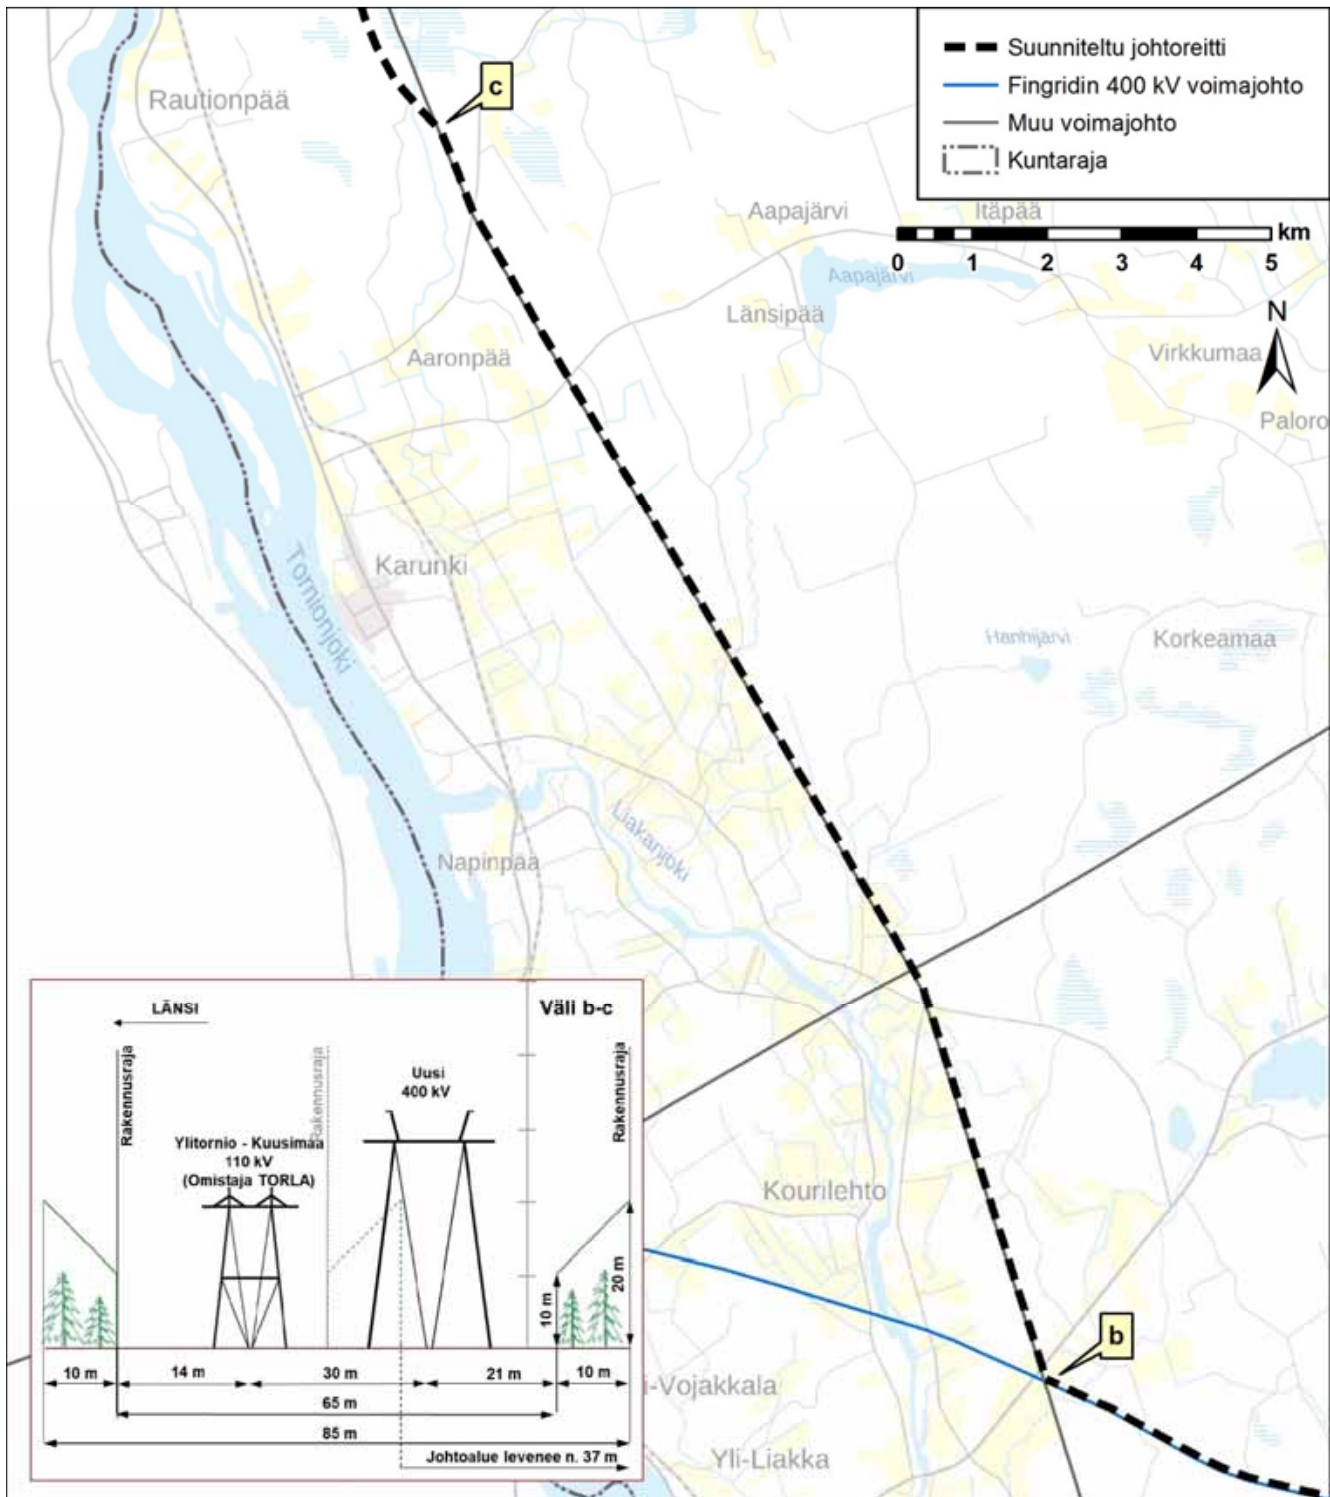 Suunniteltu johtoreitti
Fingridin 400 kV voimajohto
Muu voimajohto
Kuntaraja
c
Rautionpää
Aapajärvi
Itäpää
km
0 1 2 3 4 5
Aapajärvi
N
Länsipää
Aaronpää
Virkkumaa
Paloro
Karunki
Tornionjoki
Hanhijärvi
Korkeamaa
Liakanjoki
Napinpää
LÄNSI
Väli b-c
Rakennusraja
Rakennusraja
Rakennusraja
Uusi
400 kV
Ylitornio - Kuusimaa
110 kV
(Omistaja TORLA)
20 m
10 m
10 m
14 m
30 m
21 m
10 m
65 m
85 m
Johtoalue levenee n. 37 m
Kourilehto
b
i-Vojakkala
Yli-Liakka